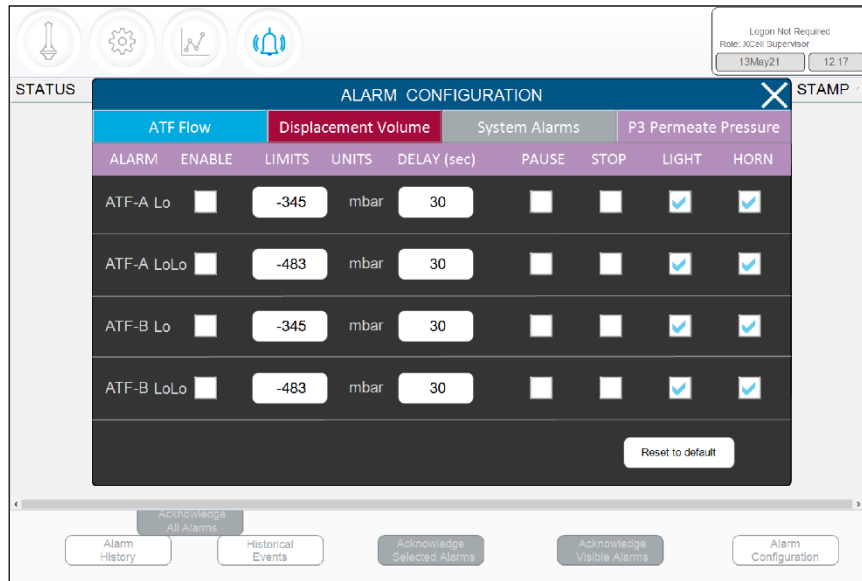 Logon Not Required
Role: XCell Supervisor
13May21 12.17
STATUS STAMP
ALARM CONFIGURATION
ATF Flow Displacement Volume System Alarms P3 Permeate Pressure
ALARM ENABLE LIMITS UNITS DELAY (sec) PAUSE STOP LIGHT HORN
ATF-A Lo -345 mbar 30
ATF-A LoLo -483 mbar 30
ATF-B Lo -345 mbar 30
ATF-B LoLo -483 mbar 30
Reset to default
Acknowledge
All Alarms
Alarm
History
Historical
Events
Acknowledge
Selected Alarms
Acknowledge
Visible Alarms
Alarm
Configuration